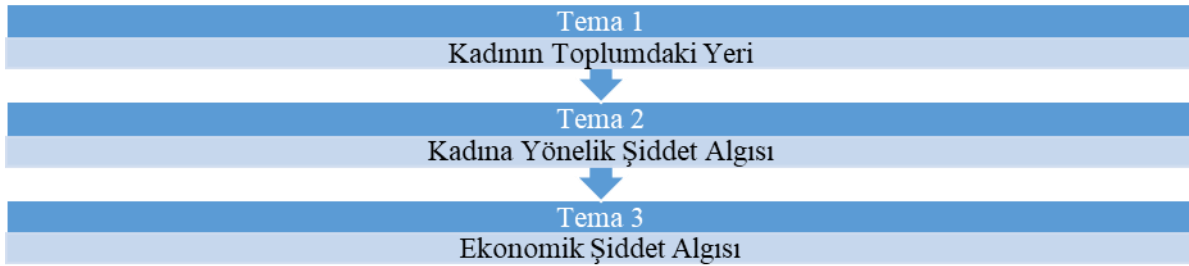 Tema 1
Kadının Toplumdaki Yeri
Tema 2
Kadına Yönelik Şiddet Algısı
Tema 3
Ekonomik Şiddet Algısı